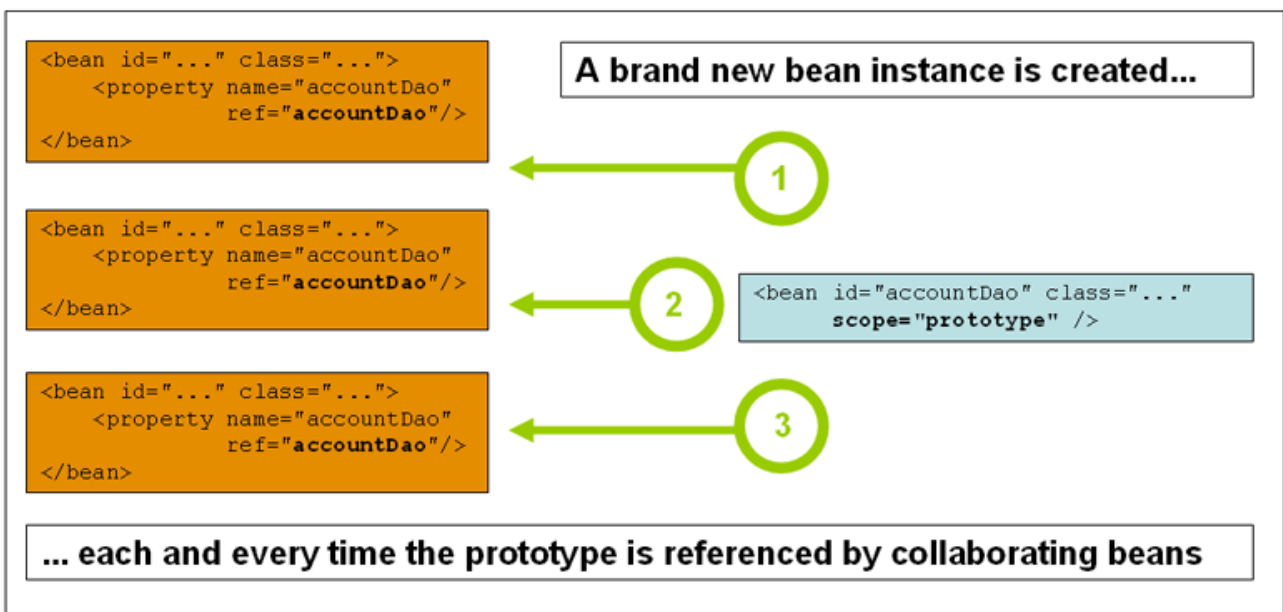 <bean id="..." class="...">
    <property name="accountDao"
              ref="accountDao"/>
</bean>
A brand new bean instance is created...
1
<bean id="..." class="...">
    <property name="accountDao"
              ref="accountDao"/>
</bean>
2
<bean id="accountDao" class="..."
      scope="prototype" />
<bean id="..." class="...">
    <property name="accountDao"
              ref="accountDao"/>
</bean>
3
... each and every time the prototype is referenced by collaborating beans